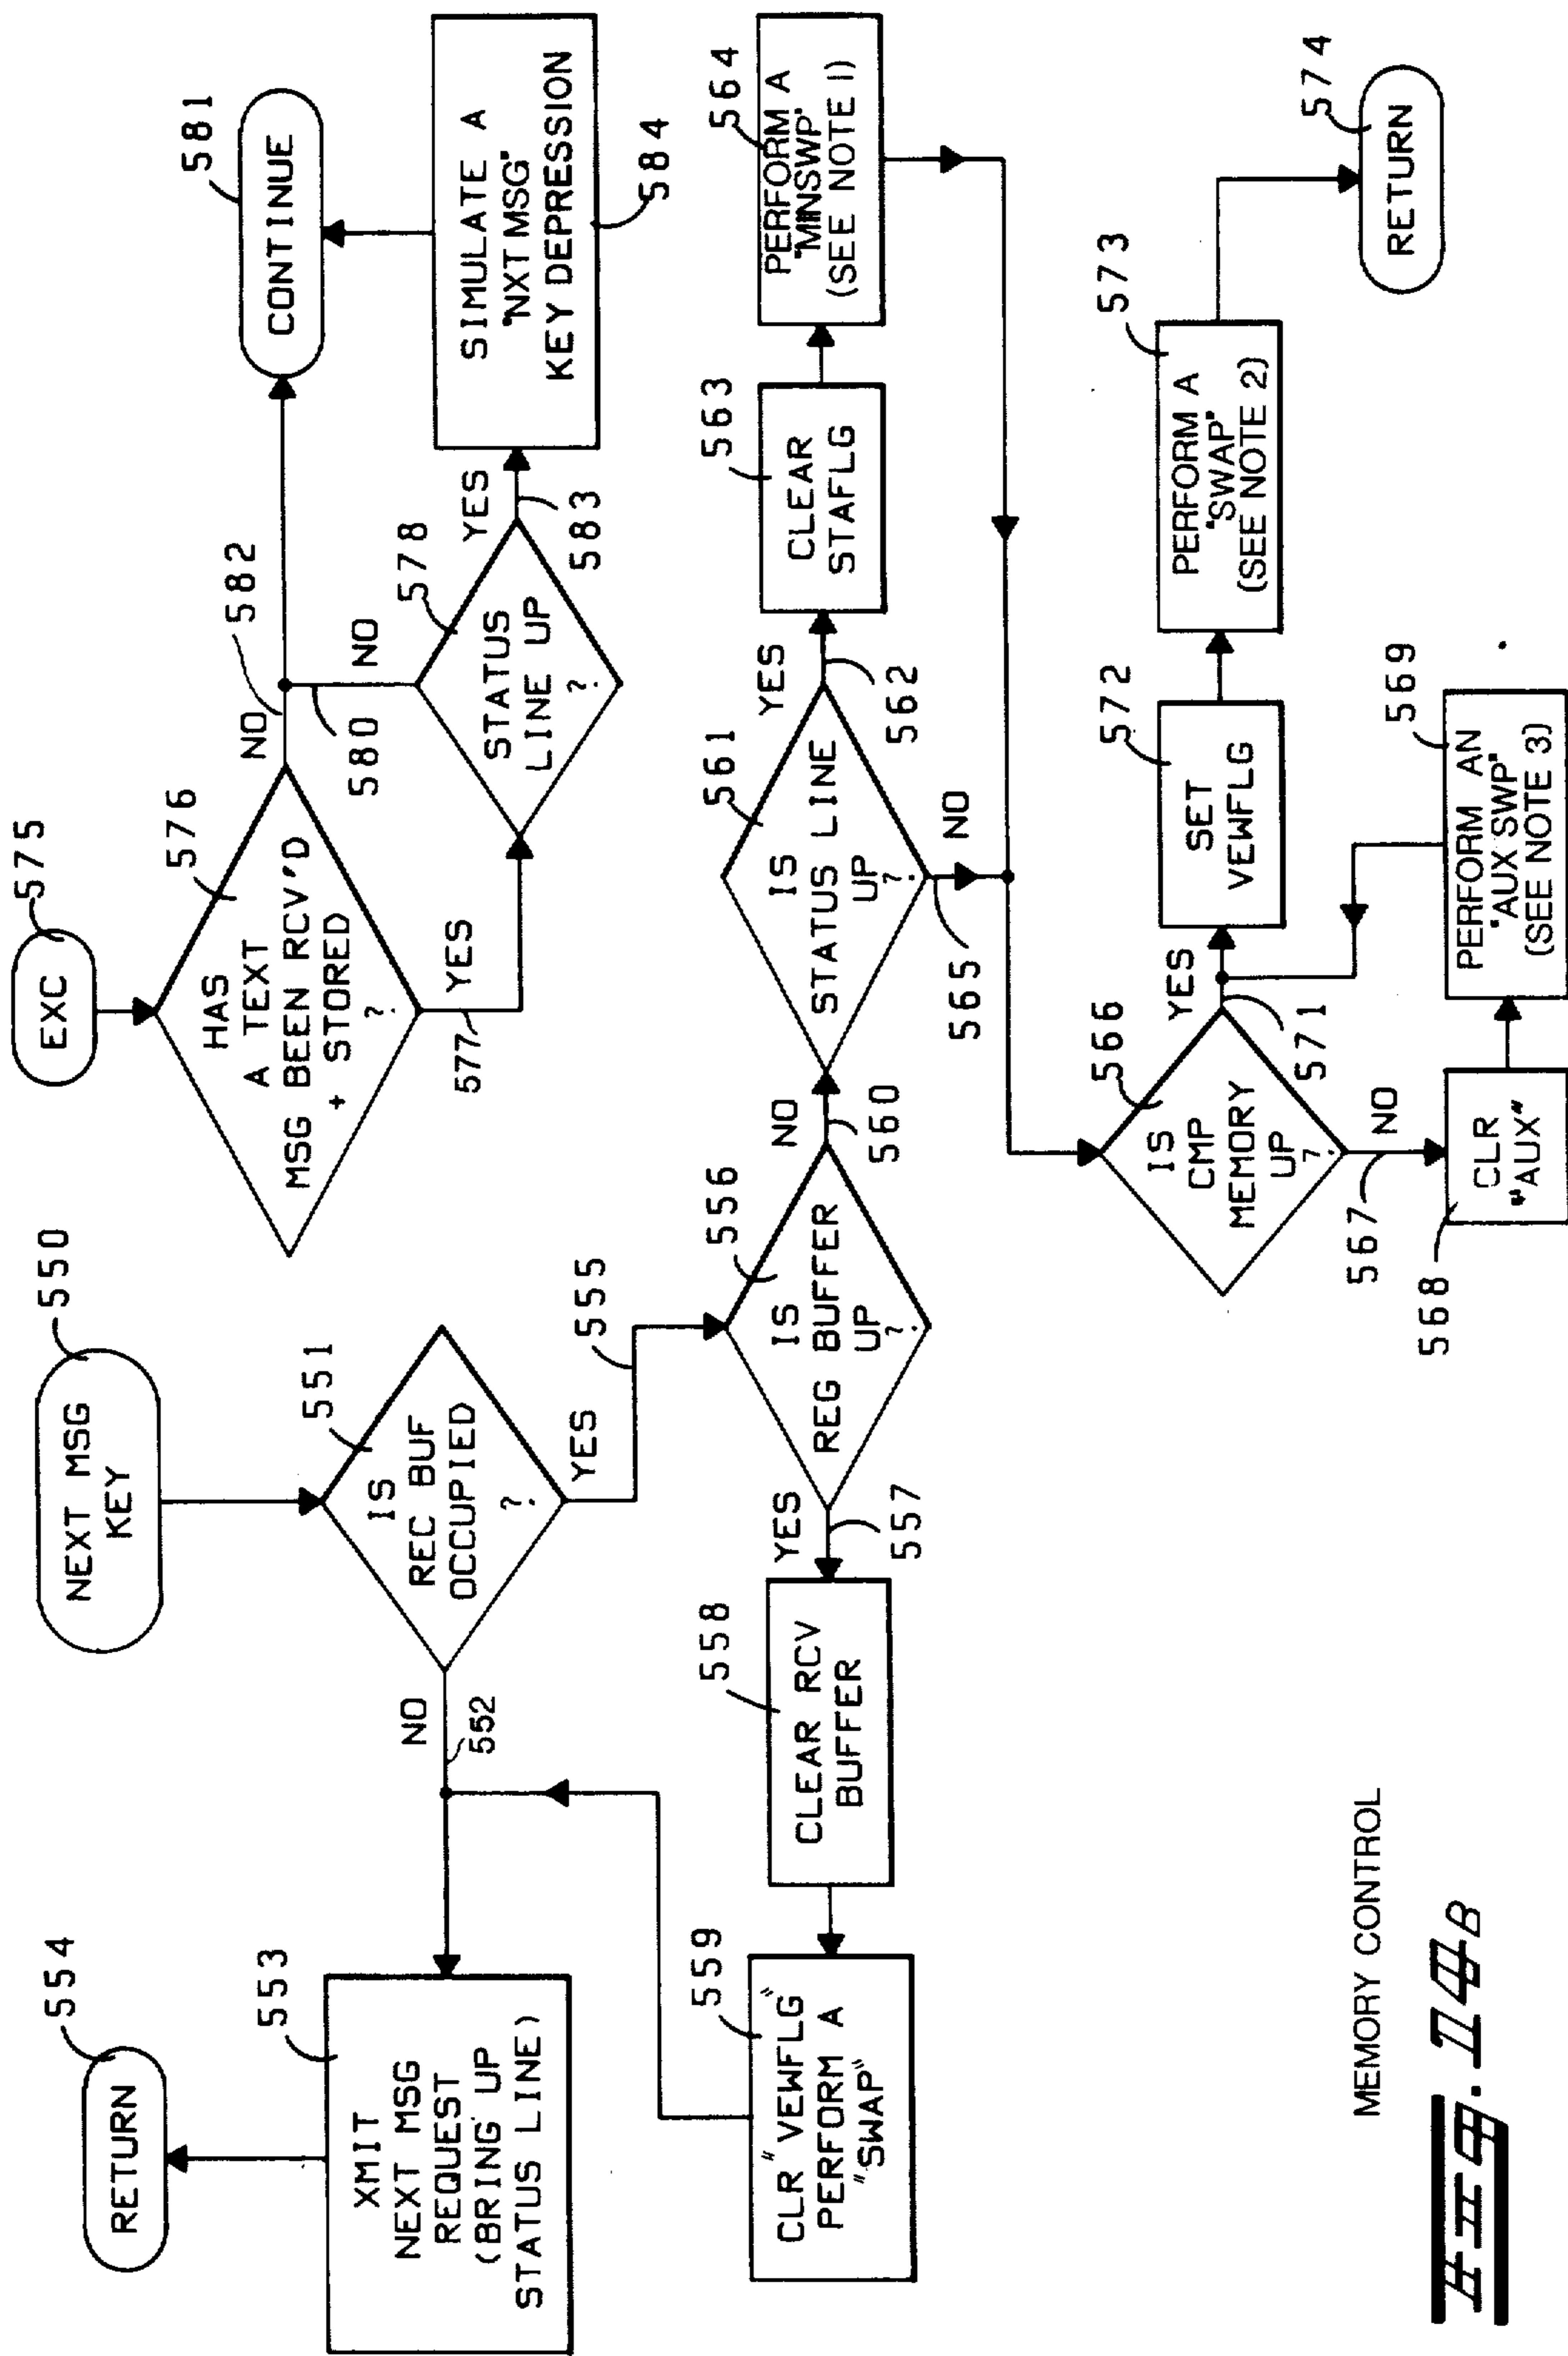 554
RETURN
553
XMIT
NEXT MSG
REQUEST
(BRING UP
STATUS LINE)
NO
552
550
NEXT MSG
KEY
551
IS
REC BUF
OCCUPIED
?
YES
555
575
EXC
576
HAS
A TEXT
MSG BEEN RCV'D
+ STORED
?
YES
577
NO
582
580
NO
578
STATUS
LINE UP
?
YES
583
581
CONTINUE
SIMULATE A
"NXT MSG"
KEY DEPRESSION
584
559
CLR "VEWFLG"
PERFORM A
"SWAP"
558
CLEAR RCV
BUFFER
YES
557
556
IS
REG BUFFER
UP
?
NO
560
561
IS
STATUS LINE
UP
?
YES
562
NO
565
563
CLEAR
STAFLG
564
PERFORM A
"MINSWP"
(SEE NOTE 1)
566
IS
CMP
MEMORY
UP
?
YES
571
NO
567
568
CLR
"AUX"
569
PERFORM AN
"AUX SWP"
(SEE NOTE 3)
572
SET
VEWFLG
573
PERFORM A
"SWAP"
(SEE NOTE 2)
574
RETURN
MEMORY CONTROL
Fig. 114B